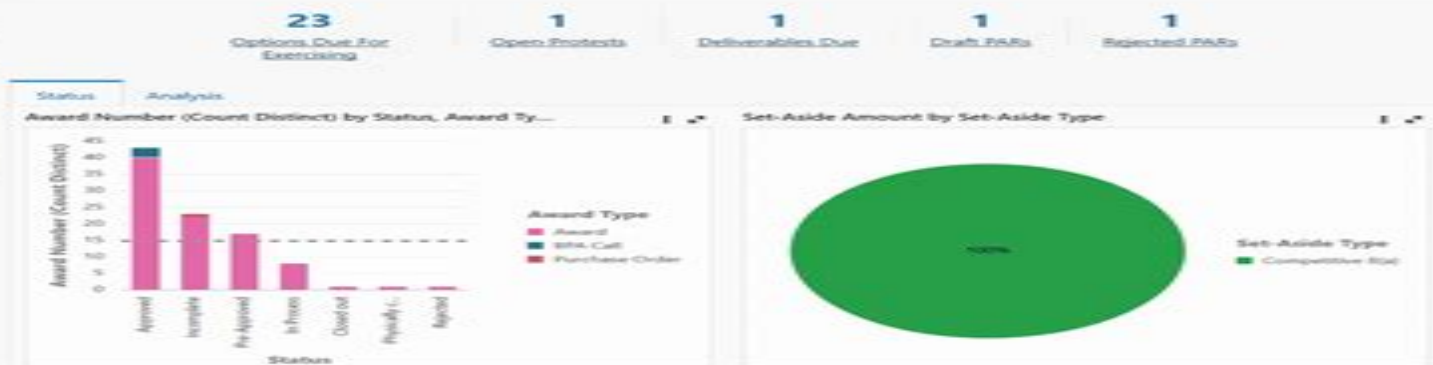 23
Options Due For
Exercising
1
Open Protests
1
Deliverables Due
1
Draft PARs
1
Rejected PARs
Status
Analysis
Award Number (Count Distinct) by Status, Award Ty...
Award Number (Count Distinct)
45
40
35
30
25
20
15
10
5
0
Approved
Incomplete
Pre-Approved
In Process
Closed out
Physically c...
Rejected
Status
Award Type
Award
BPA Call
Purchase Order
Set-Aside Amount by Set-Aside Type
100%
Set-Aside Type
Competitive 8(a)